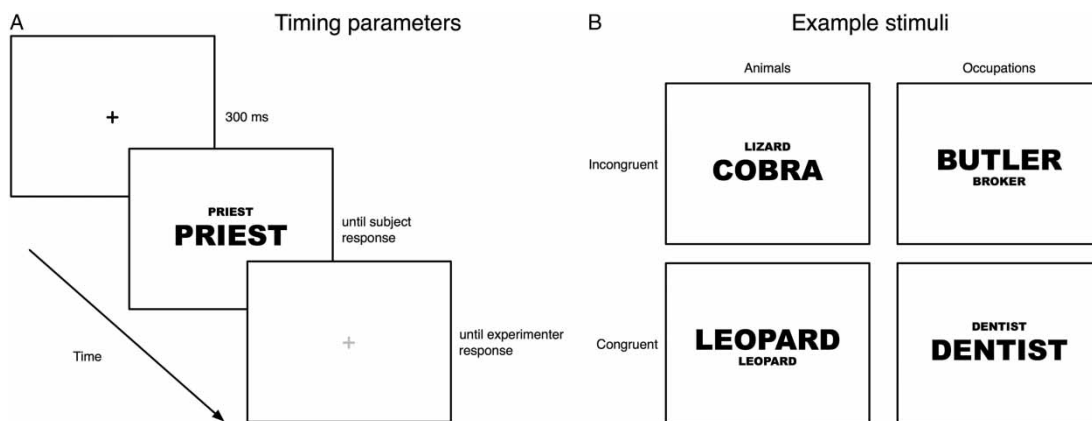 A
Timing parameters
300 ms
PRIEST
PRIEST
until subject
response
until experimenter
response
Time
B
Example stimuli
Animals
Occupations
Incongruent
LIZARD
COBRA
BUTLER
BROKER
Congruent
LEOPARD
LEOPARD
DENTIST
DENTIST